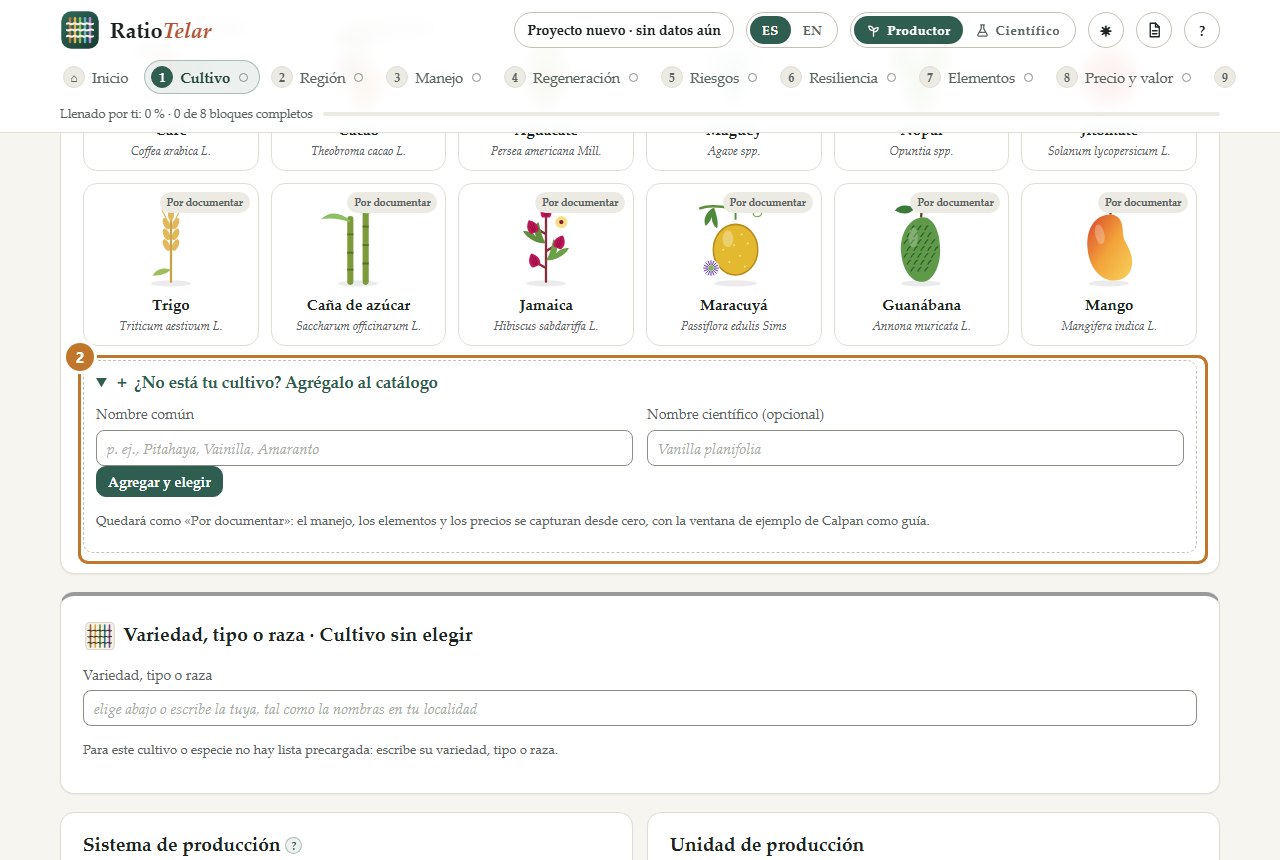 RatioTelar
Proyecto nuevo · sin datos aún
ES EN
Productor Científico
?
Inicio
1 Cultivo
2 Región
3 Manejo
4 Regeneración
5 Riesgos
6 Resiliencia
7 Elementos
8 Precio y valor
9
Llenado por ti: 0 % · 0 de 8 bloques completos
Café Cacao Aguacate Maguey Nopal Jitomate
Coffea arabica L. Theobroma cacao L. Persea americana Mill. Agave spp. Opuntia spp. Solanum lycopersicum L.
Por documentar Por documentar Por documentar Por documentar Por documentar Por documentar
Trigo Caña de azúcar Jamaica Maracuyá Guanábana Mango
Triticum aestivum L. Saccharum officinarum L. Hibiscus sabdariffa L. Passiflora edulis Sims Annona muricata L. Mangifera indica L.
2
+ ¿No está tu cultivo? Agrégalo al catálogo
Nombre común Nombre científico (opcional)
p. ej., Pitahaya, Vainilla, Amaranto Vanilla planifolia
Agregar y elegir
Quedará como «Por documentar»: el manejo, los elementos y los precios se capturan desde cero, con la ventana de ejemplo de Calpan como guía.
Variedad, tipo o raza · Cultivo sin elegir
Variedad, tipo o raza
elige abajo o escribe la tuya, tal como la nombras en tu localidad
Para este cultivo o especie no hay lista precargada: escribe su variedad, tipo o raza.
Sistema de producción ? Unidad de producción